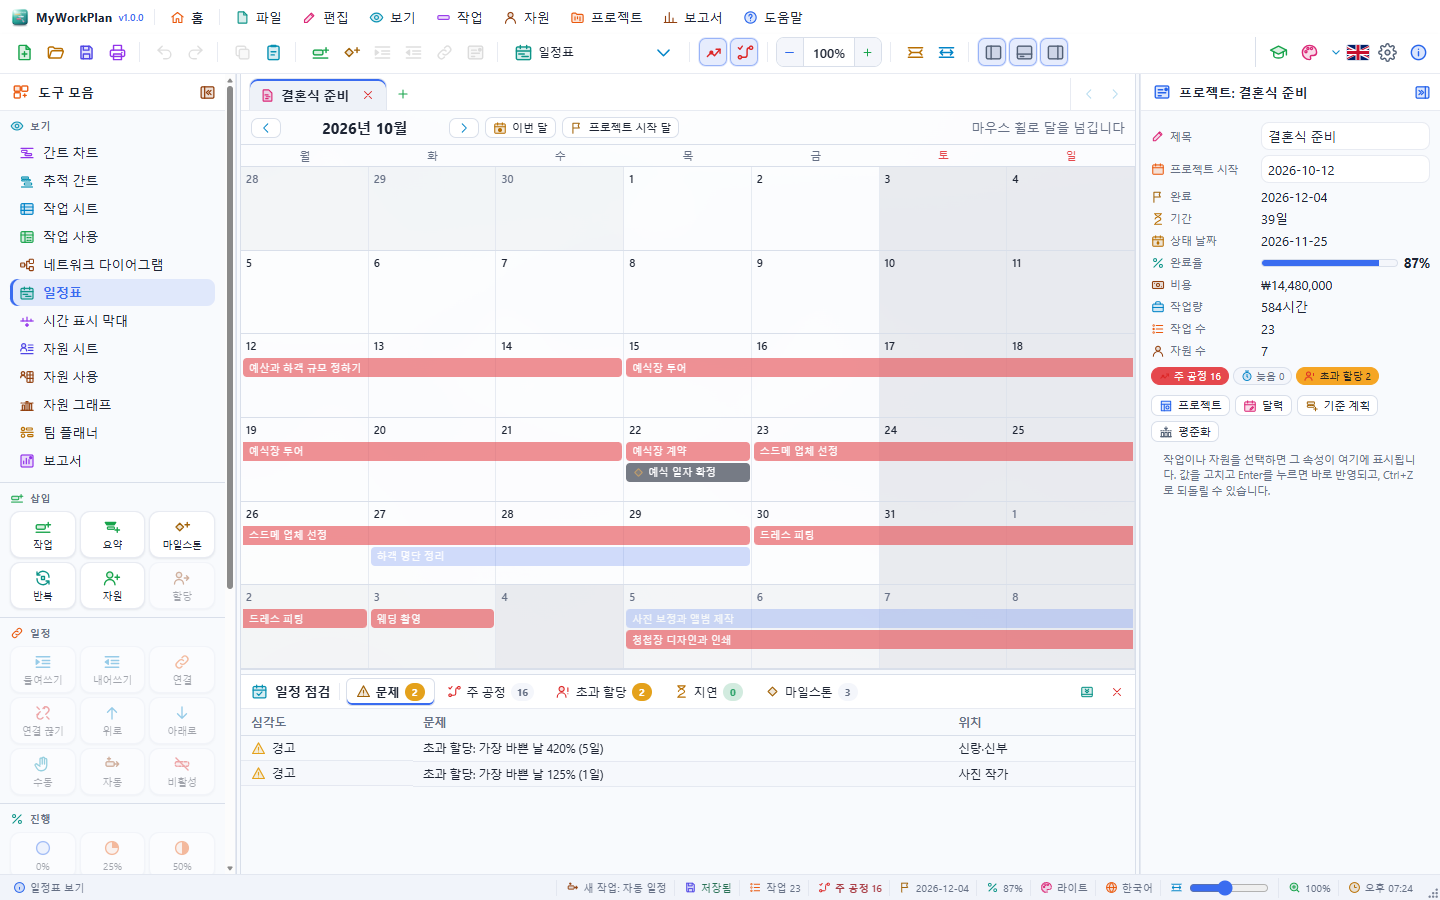 MyWorkPlan v1.0.0 홈 파일 편집 보기 작업 자원 프로젝트 보고서 도움말
일정표 100%
도구 모음
보기
간트 차트
추적 간트
작업 시트
작업 사용
네트워크 다이어그램
일정표
시간 표시 막대
자원 시트
자원 사용
자원 그래프
팀 플래너
보고서
삽입
작업 요약 마일스톤
반복 자원 할당
일정
들여쓰기 내어쓰기 연결
연결 끊기 위로 아래로
수동 자동 비활성
진행
0% 25% 50%
결혼식 준비
2026년 10월 이번 달 프로젝트 시작 달 마우스 휠로 달을 넘깁니다
월 화 수 목 금 토 일
28 29 30 1 2 3 4
5 6 7 8 9 10 11
12 13 14 15 16 17 18
예산과 하객 규모 정하기 예식장 투어
19 20 21 22 23 24 25
예식장 투어 예식장 계약 스드메 업체 선정
예식 일자 확정
26 27 28 29 30 31 1
스드메 업체 선정 드레스 피팅
하객 명단 정리
2 3 4 5 6 7 8
드레스 피팅 웨딩 촬영 사진 보정과 앨범 제작
청첩장 디자인과 인쇄
일정 점검 문제 2 주 공정 16 초과 할당 2 지연 0 마일스톤 3
심각도 문제 위치
경고 초과 할당: 가장 바쁜 날 420% (5일) 신랑·신부
경고 초과 할당: 가장 바쁜 날 125% (1일) 사진 작가
프로젝트: 결혼식 준비
제목 결혼식 준비
프로젝트 시작 2026-10-12
완료 2026-12-04
기간 39일
상태 날짜 2026-11-25
완료율 87%
비용 ₩14,480,000
작업량 584시간
작업 수 23
자원 수 7
주 공정 16 늦음 0 초과 할당 2
프로젝트 달력 기준 계획
평준화
작업이나 자원을 선택하면 그 속성이 여기에 표시됩니
다. 값을 고치고 Enter를 누르면 바로 반영되고, Ctrl+Z
로 되돌릴 수 있습니다.
일정표 보기 새 작업: 자동 일정 저장됨 작업 23 주 공정 16 2026-12-04 87% 라이트 한국어 100% 오후 07:24